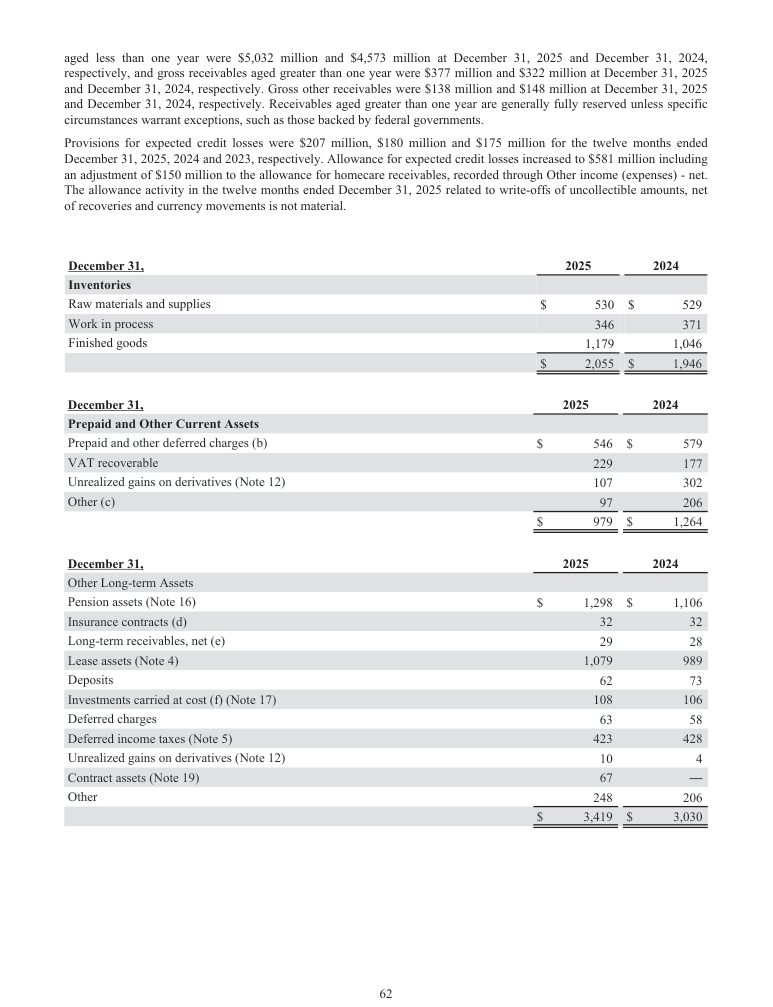 aged less than one year were $5,032 million and $4,573 million at December 31, 2025 and December 31, 2024,
respectively, and gross receivables aged greater than one year were $377 million and $322 million at December 31, 2025
and December 31, 2024, respectively. Gross other receivables were $138 million and $148 million at December 31, 2025
and December 31, 2024, respectively. Receivables aged greater than one year are generally fully reserved unless specific
circumstances warrant exceptions, such as those backed by federal governments.
Provisions for expected credit losses were $207 million, $180 million and $175 million for the twelve months ended
December 31, 2025, 2024 and 2023, respectively. Allowance for expected credit losses increased to $581 million including
an adjustment of $150 million to the allowance for homecare receivables, recorded through Other income (expenses) - net.
The allowance activity in the twelve months ended December 31, 2025 related to write-offs of uncollectible amounts, net
of recoveries and currency movements is not material.
December 31, 2025 2024
Inventories
Raw materials and supplies $ 530 $ 529
Work in process 346 371
Finished goods 1,179 1,046
$ 2,055 $ 1,946
December 31, 2025 2024
Prepaid and Other Current Assets
Prepaid and other deferred charges (b) $ 546 $ 579
VAT recoverable 229 177
Unrealized gains on derivatives (Note 12) 107 302
Other (c) 97 206
$ 979 $ 1,264
December 31, 2025 2024
Other Long-term Assets
Pension assets (Note 16) $ 1,298 $ 1,106
Insurance contracts (d) 32 32
Long-term receivables, net (e) 29 28
Lease assets (Note 4) 1,079 989
Deposits 62 73
Investments carried at cost (f) (Note 17) 108 106
Deferred charges 63 58
Deferred income taxes (Note 5) 423 428
Unrealized gains on derivatives (Note 12) 10 4
Contract assets (Note 19) 67 —
Other 248 206
$ 3,419 $ 3,030
62